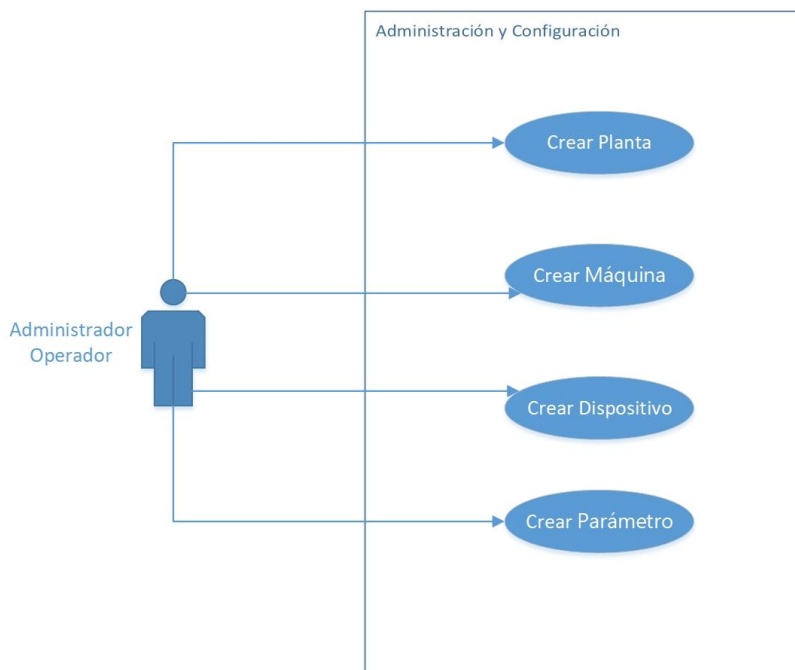 Administración y Configuración
Crear Planta
Crear Máquina
Administrador
Operador
Crear Dispositivo
Crear Parámetro